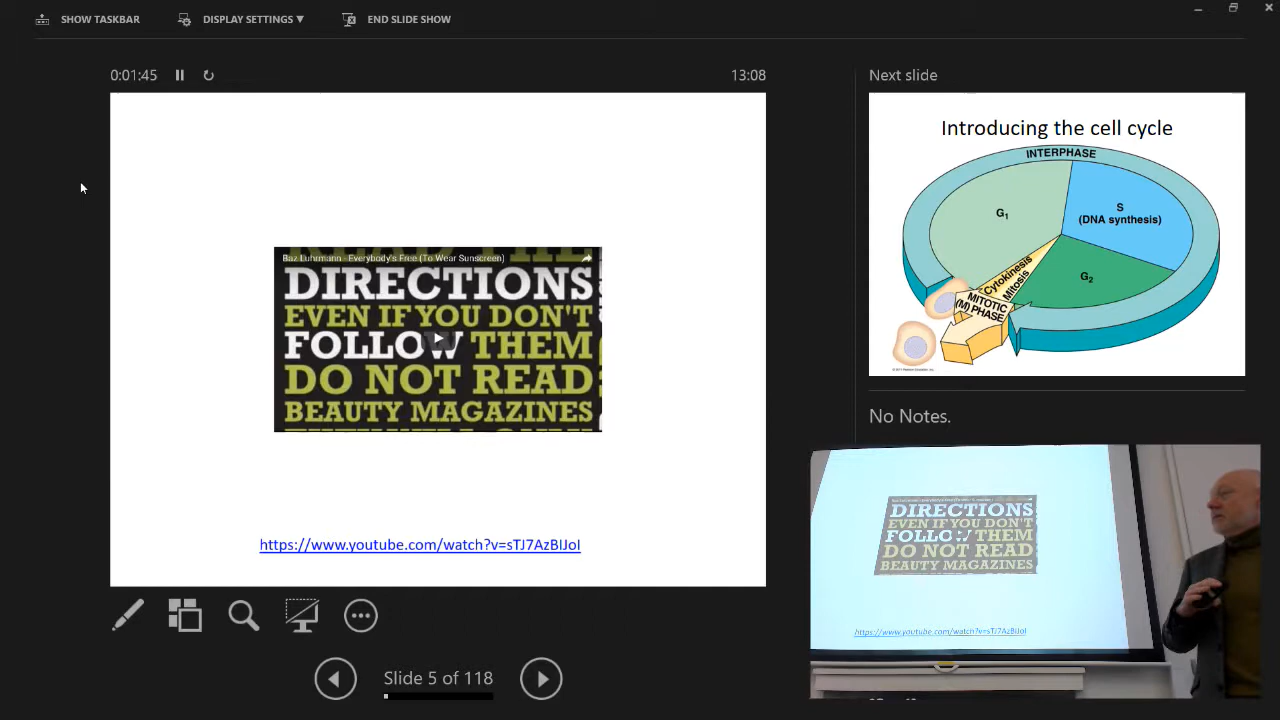 SHOW TASKBAR
DISPLAY SETTINGS ▼
END SLIDE SHOW
0:01:45
13:08
Baz Luhrmann - Everybody's Free (To Wear Sunscreen)
READ THE
DIRECTIONS
EVEN IF YOU DON'T
FOLLOW THEM
DO NOT READ
BEAUTY MAGAZINES
https://www.youtube.com/watch?v=sTJ7AzBIJoI
Slide 5 of 118
Next slide
Introducing the cell cycle
INTERPHASE
G1
S
(DNA synthesis)
G2
Cytokinesis
Mitosis
MITOTIC
(M) PHASE
No Notes.
DIRECTIONS
EVEN IF YOU DON'T
FOLLOW THEM
DO NOT READ
BEAUTY MAGAZINES
https://www.youtube.com/watch?v=sTJ7AzBIJoI